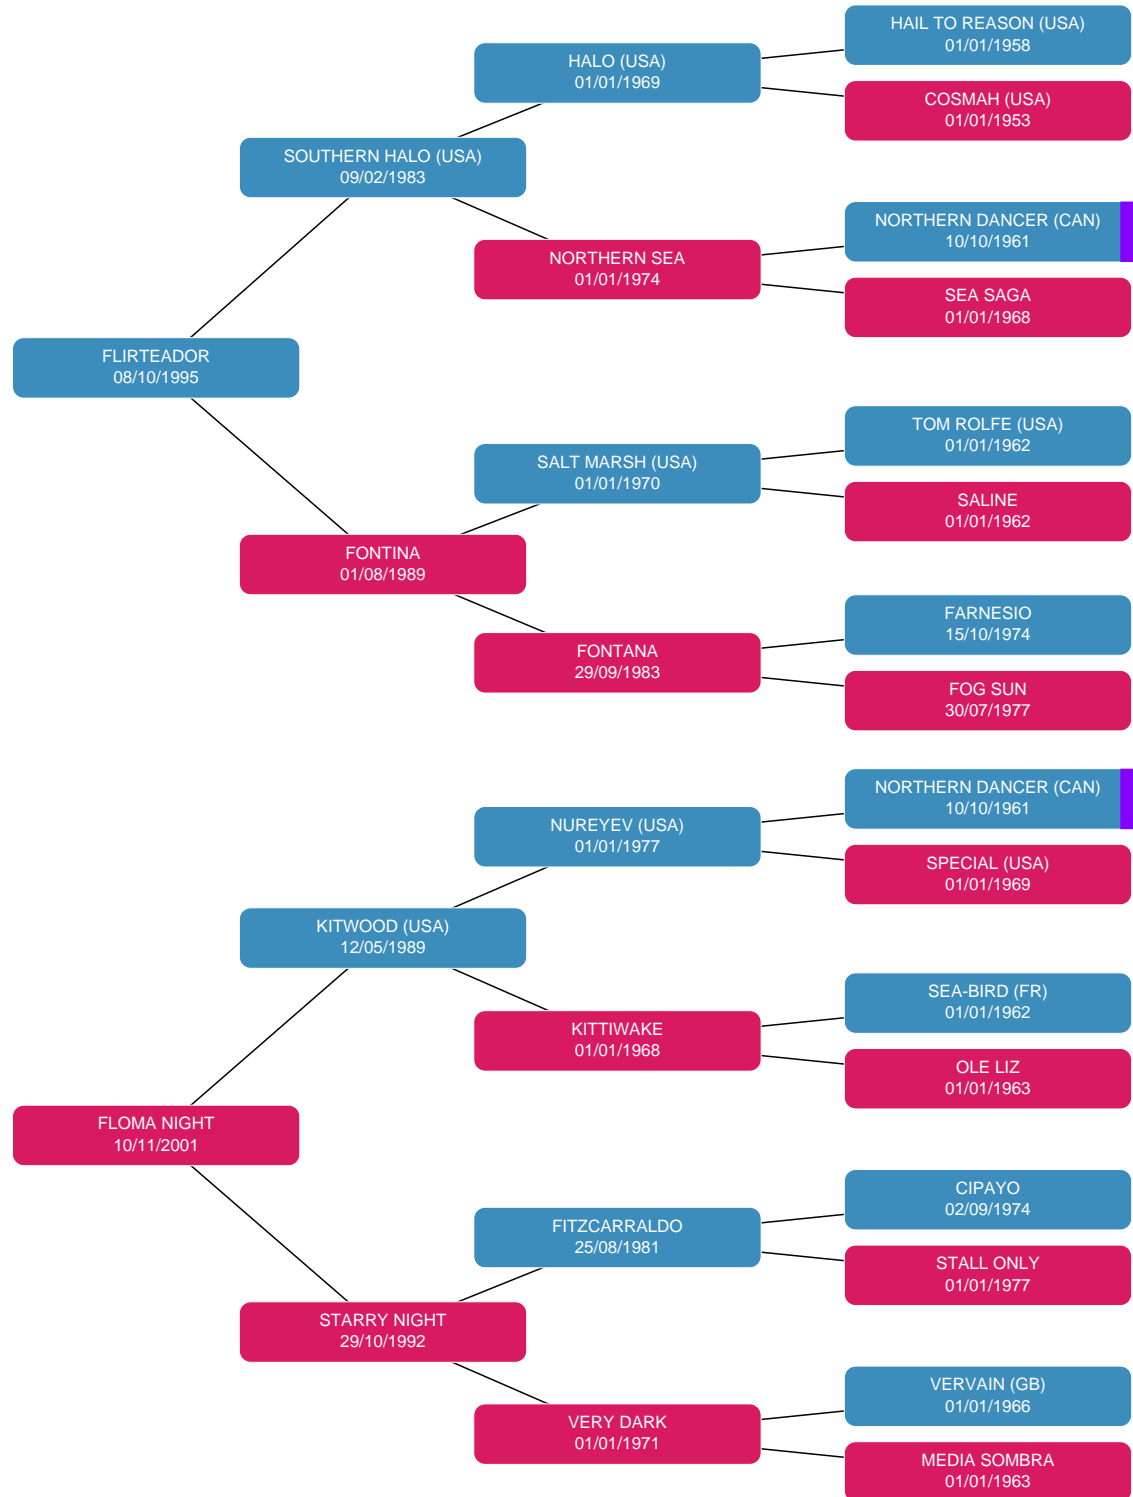 HAIL TO REASON (USA)
01/01/1958
HALO (USA)
01/01/1969
COSMAH (USA)
01/01/1953
SOUTHERN HALO (USA)
09/02/1983
NORTHERN DANCER (CAN)
10/10/1961
NORTHERN SEA
01/01/1974
SEA SAGA
01/01/1968
FLIRTEADOR
08/10/1995
TOM ROLFE (USA)
01/01/1962
SALT MARSH (USA)
01/01/1970
SALINE
01/01/1962
FONTINA
01/08/1989
FARNESIO
15/10/1974
FONTANA
29/09/1983
FOG SUN
30/07/1977
NORTHERN DANCER (CAN)
10/10/1961
NUREYEV (USA)
01/01/1977
SPECIAL (USA)
01/01/1969
KITWOOD (USA)
12/05/1989
SEA-BIRD (FR)
01/01/1962
KITTIWAKE
01/01/1968
OLE LIZ
01/01/1963
FLOMA NIGHT
10/11/2001
CIPAYO
02/09/1974
FITZCARRALDO
25/08/1981
STALL ONLY
01/01/1977
STARRY NIGHT
29/10/1992
VERVAIN (GB)
01/01/1966
VERY DARK
01/01/1971
MEDIA SOMBRA
01/01/1963